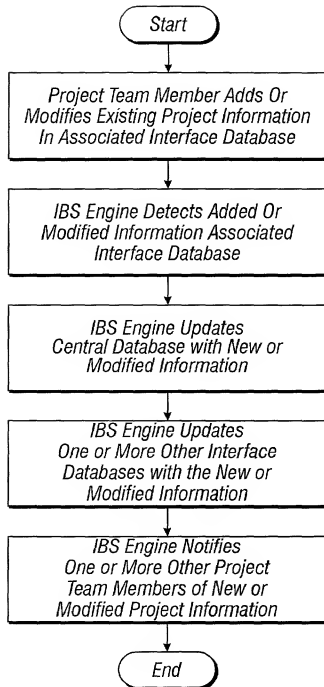 Start
Project Team Member Adds Or
Modifies Existing Project Information
In Associated Interface Database
IBS Engine Detects Added Or
Modified Information Associated
Interface Database
IBS Engine Updates
Central Database with New or
Modified Information
IBS Engine Updates
One or More Other Interface
Databases with the New or
Modified Information
IBS Engine Notifies
One or More Other Project
Team Members of New or
Modified Project Information
End